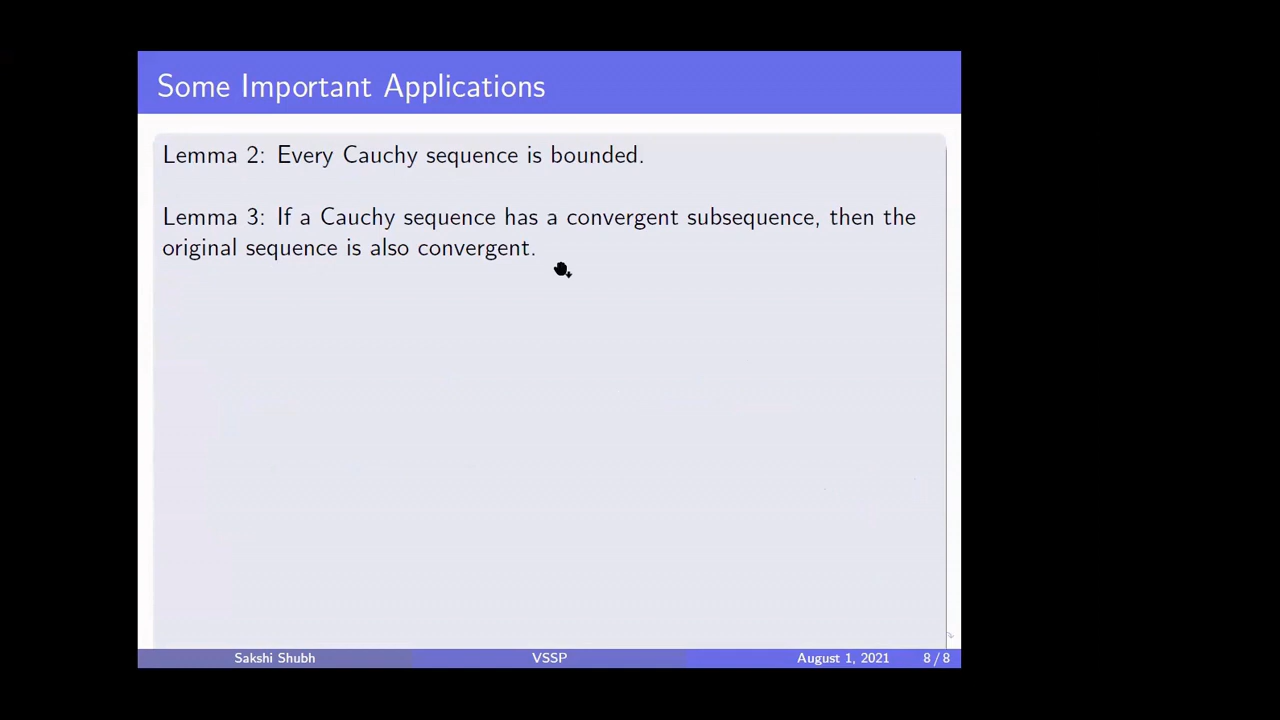 Some Important Applications
Lemma 2: Every Cauchy sequence is bounded.
Lemma 3: If a Cauchy sequence has a convergent subsequence, then the
original sequence is also convergent.
Sakshi Shubh VSSP August 1, 2021 8 / 8